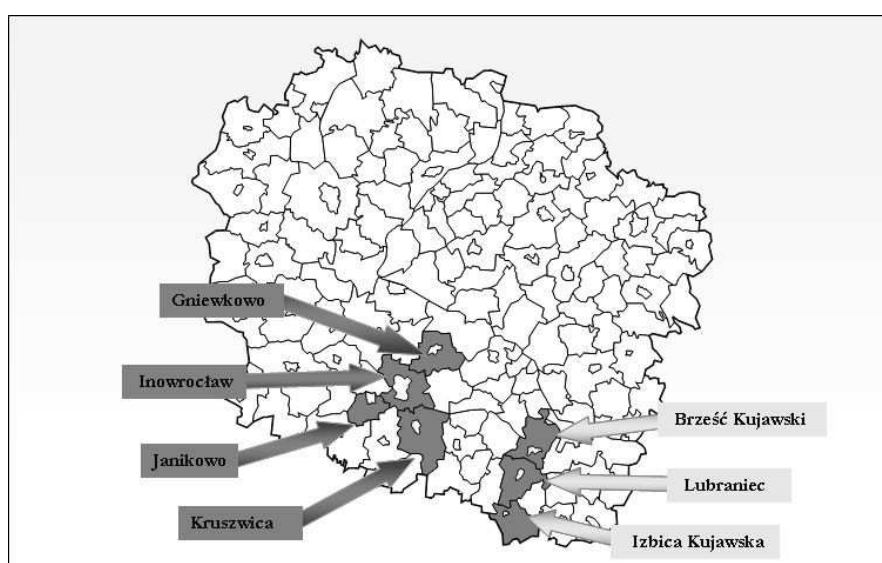 Gniewkowo
Inowrocław
Janikowo
Kruszwica
Brześć Kujawski
Lubraniec
Izbica Kujawska